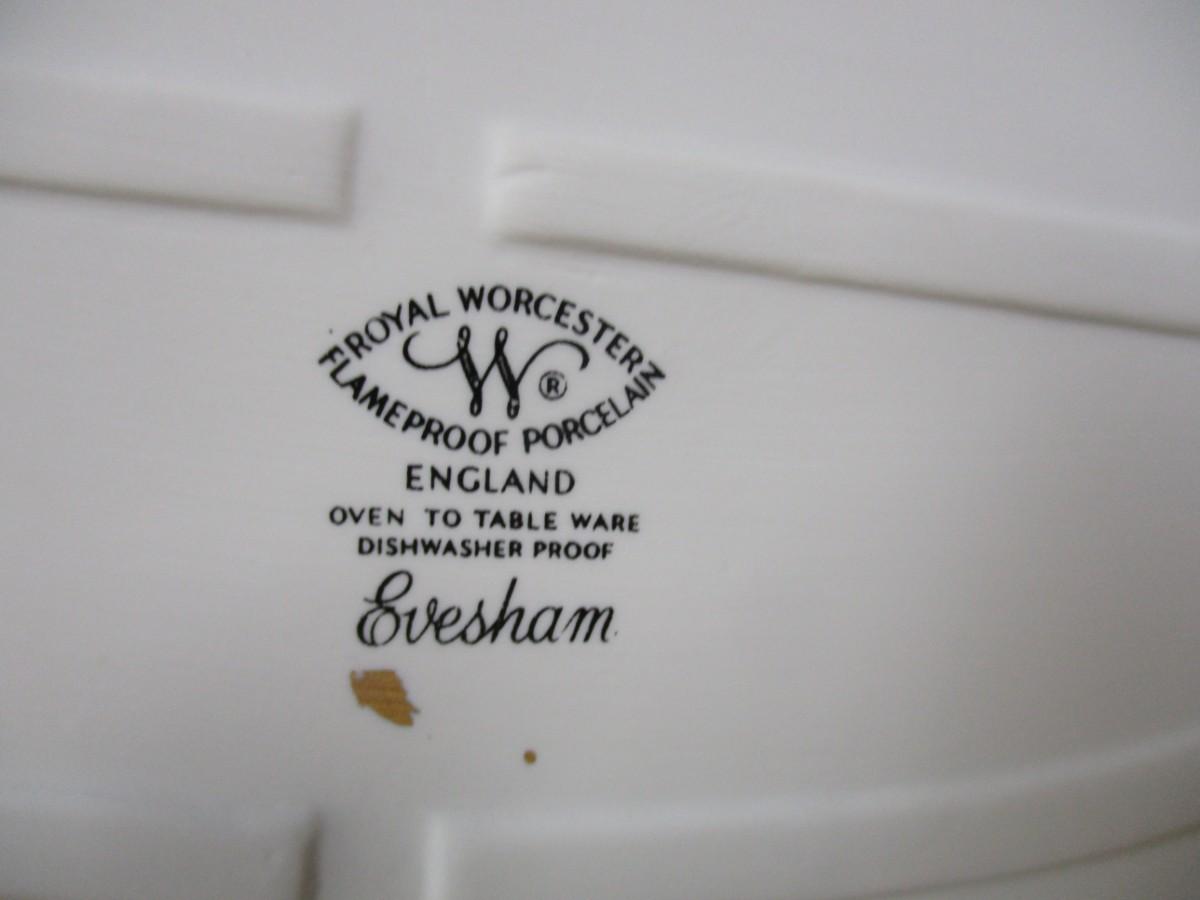 ROYAL WORCESTER
W ®
FLAMEPROOF PORCELAIN
ENGLAND
OVEN TO TABLE WARE
DISHWASHER PROOF
Evesham